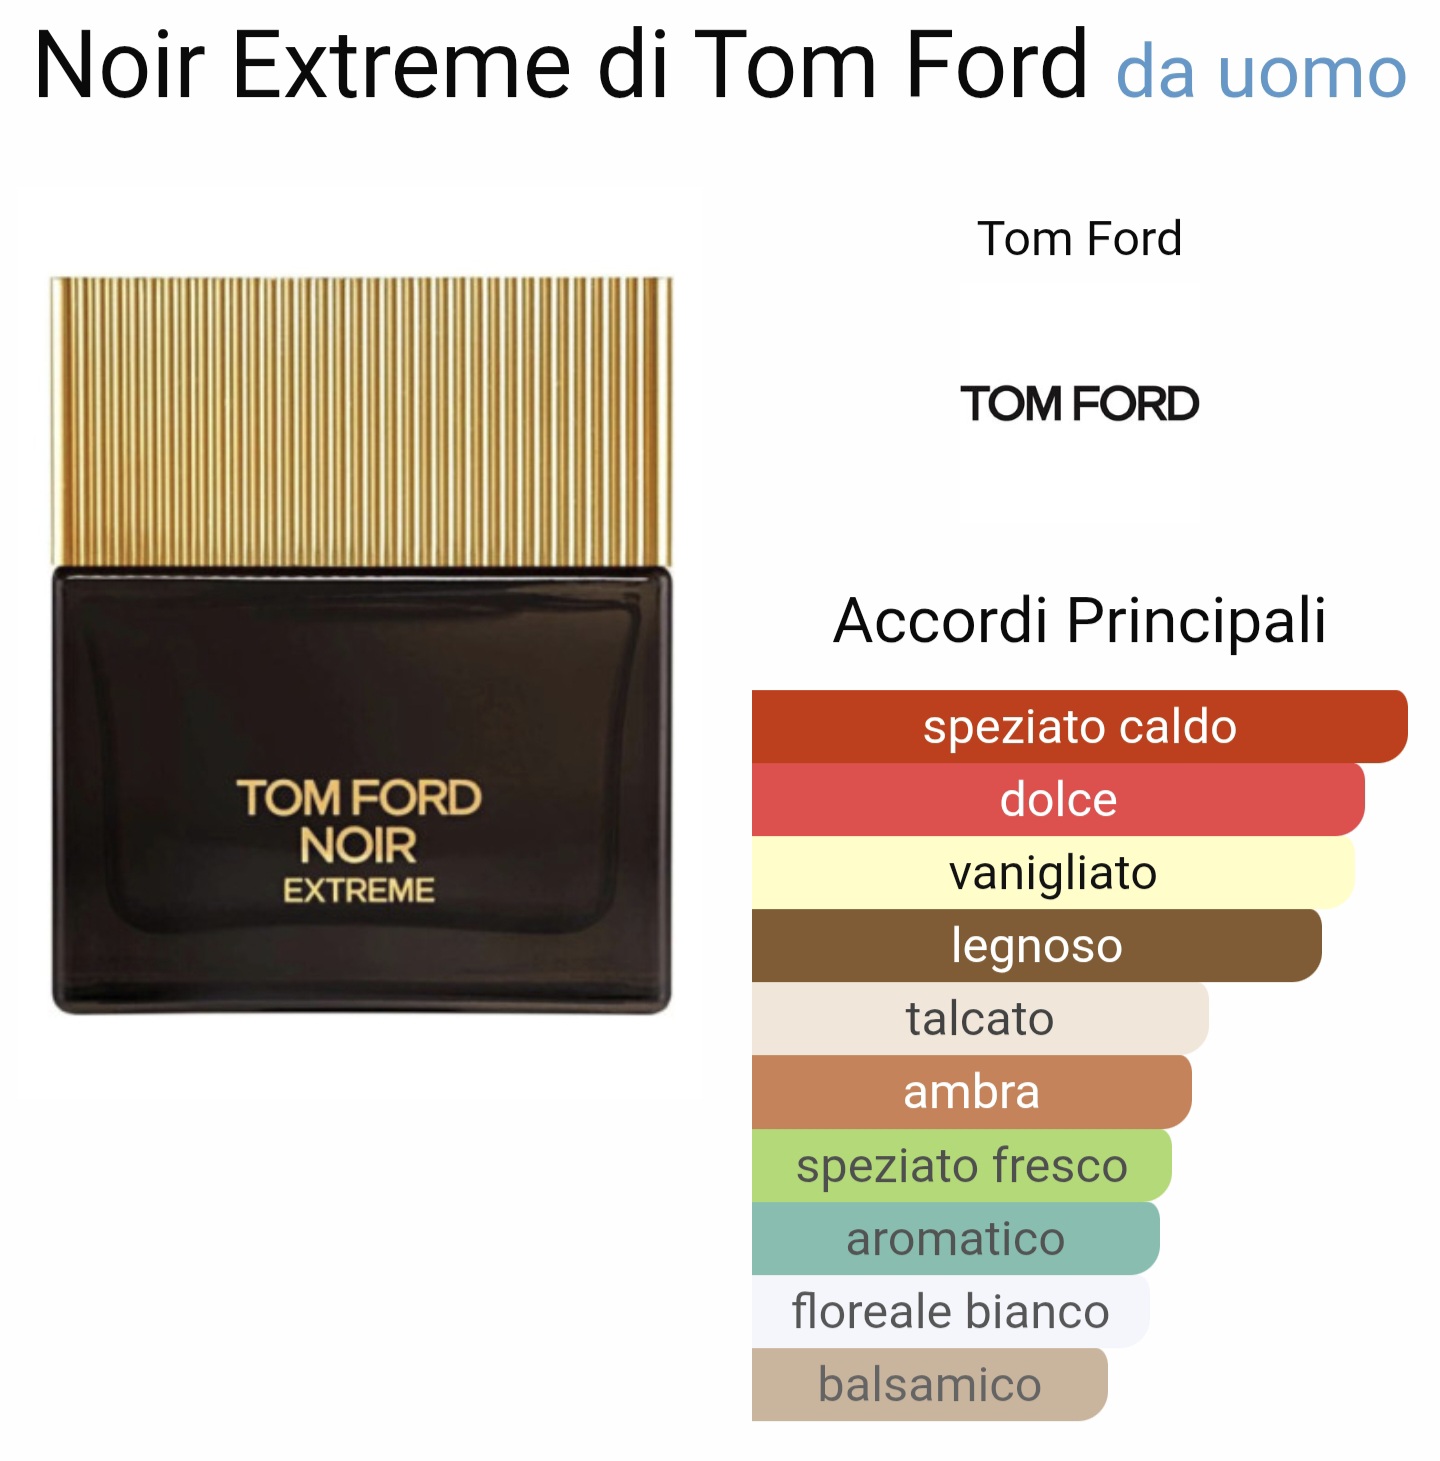 Noir Extreme di Tom Ford da uomo
Tom Ford
TOM FORD
Accordi Principali
speziato caldo
dolce
vanigliato
legnoso
talcato
ambra
speziato fresco
aromatico
floreale bianco
balsamico
TOM FORD
NOIR
EXTREME